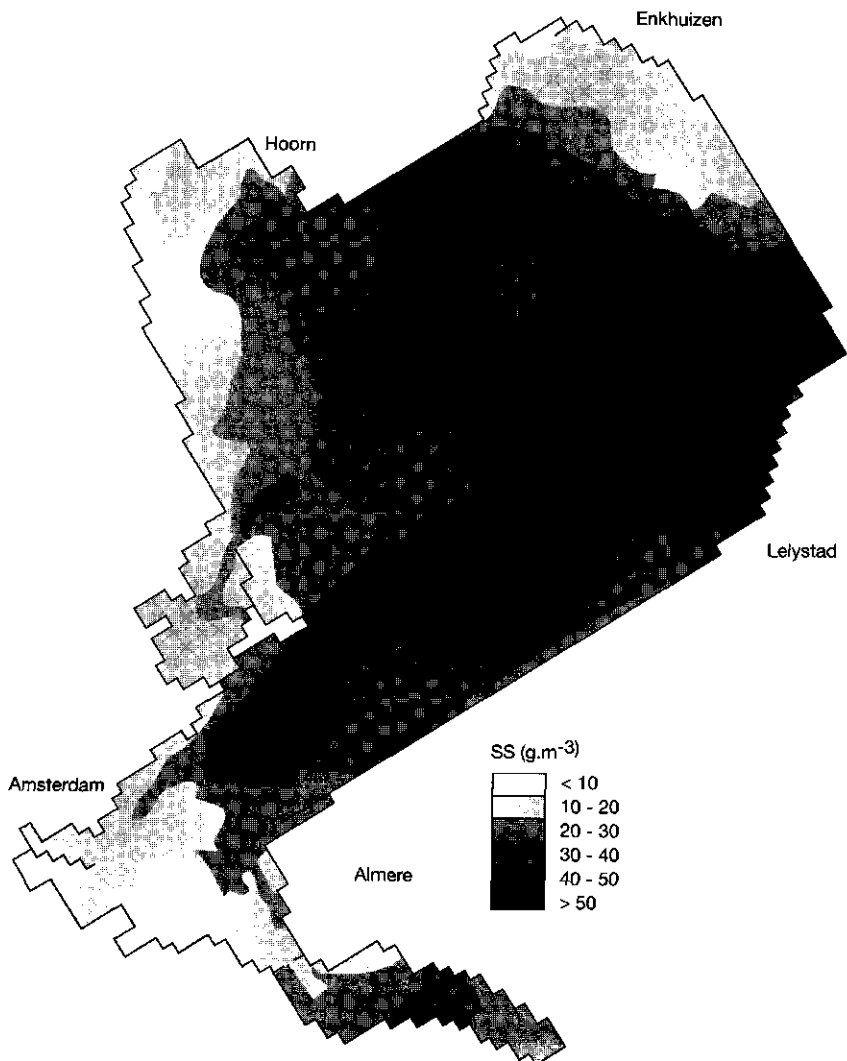 Enkhuizen
Hoorn
Lelystad
SS (g.m-3)
Amsterdam
< 10
10 - 20
20 - 30
30 - 40
Almere
40 - 50
> 50